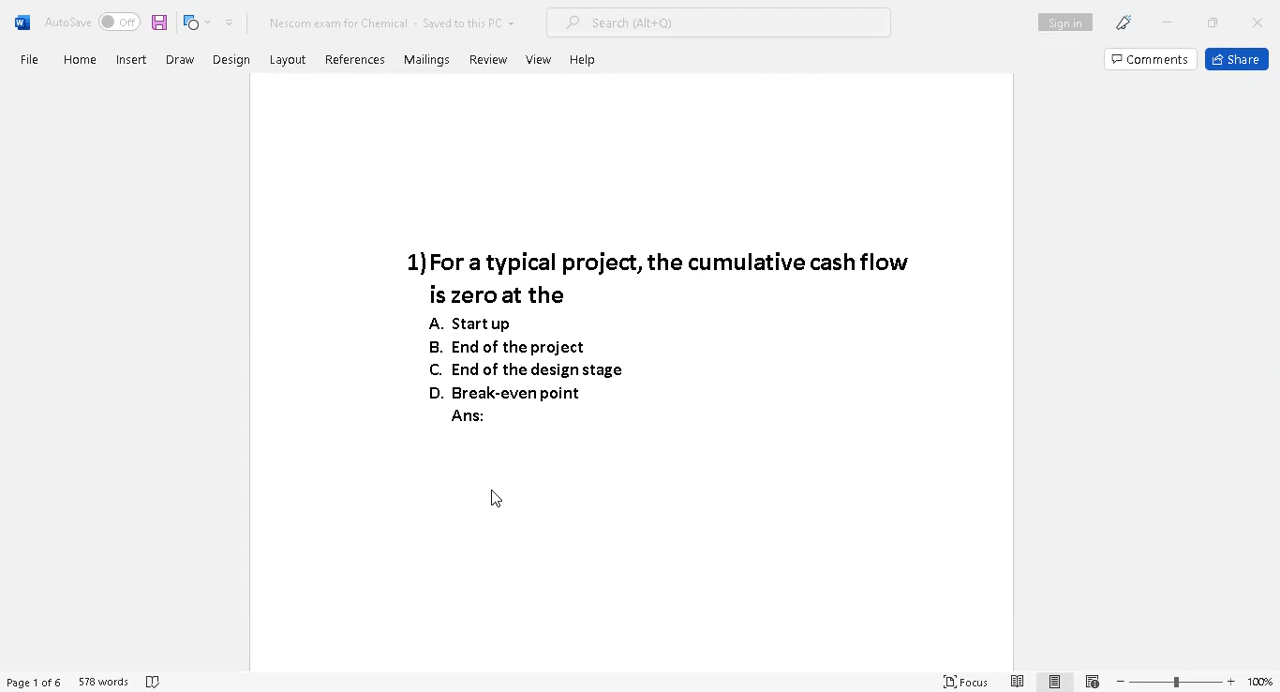 AutoSave Off Nescom exam for Chemical - Saved to this PC Search (Alt+Q) Sign in
File Home Insert Draw Design Layout References Mailings Review View Help Comments Share
1) For a typical project, the cumulative cash flow
is zero at the
A. Start up
B. End of the project
C. End of the design stage
D. Break-even point
Ans:
Page 1 of 6 578 words Focus 100%